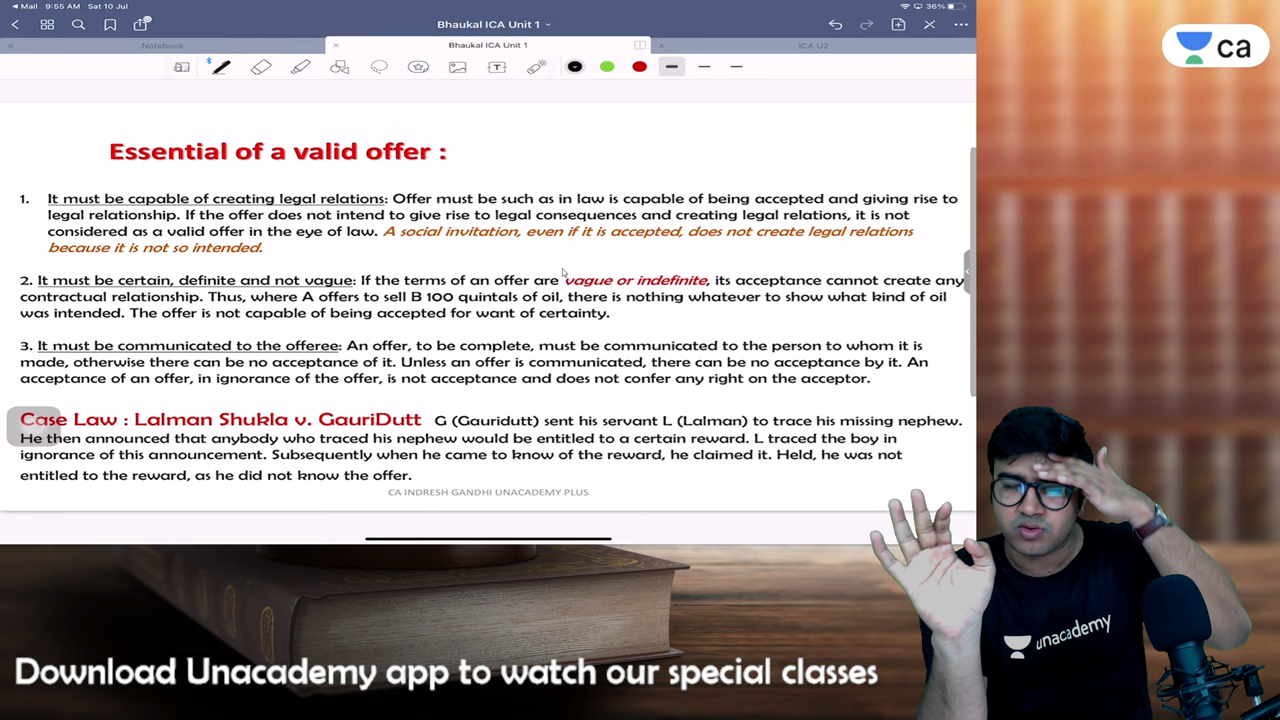 Mail 9:55 AM Sat 10 Jul
36%
Bhaukal ICA Unit 1
Notebook
Bhaukal ICA Unit 1
ICA U2
ca
Essential of a valid offer :
1. It must be capable of creating legal relations: Offer must be such as in law is capable of being accepted and giving rise to
legal relationship. If the offer does not intend to give rise to legal consequences and creating legal relations, it is not
considered as a valid offer in the eye of law. A social invitation, even if it is accepted, does not create legal relations
because it is not so intended.
2. It must be certain, definite and not vague: If the terms of an offer are vague or indefinite, its acceptance cannot create any
contractual relationship. Thus, where A offers to sell B 100 quintals of oil, there is nothing whatever to show what kind of oil
was intended. The offer is not capable of being accepted for want of certainty.
3. It must be communicated to the offeree: An offer, to be complete, must be communicated to the person to whom it is
made, otherwise there can be no acceptance of it. Unless an offer is communicated, there can be no acceptance by it. An
acceptance of an offer, in ignorance of the offer, is not acceptance and does not confer any right on the acceptor.
Case Law : Lalman Shukla v. GauriDutt G (Gauridutt) sent his servant L (Lalman) to trace his missing nephew.
He then announced that anybody who traced his nephew would be entitled to a certain reward. L traced the boy in
ignorance of this announcement. Subsequently when he came to know of the reward, he claimed it. Held, he was not
entitled to the reward, as he did not know the offer.
CA INDRESH GANDHI UNACADEMY PLUS
unacademy
Download Unacademy app to watch our special classes